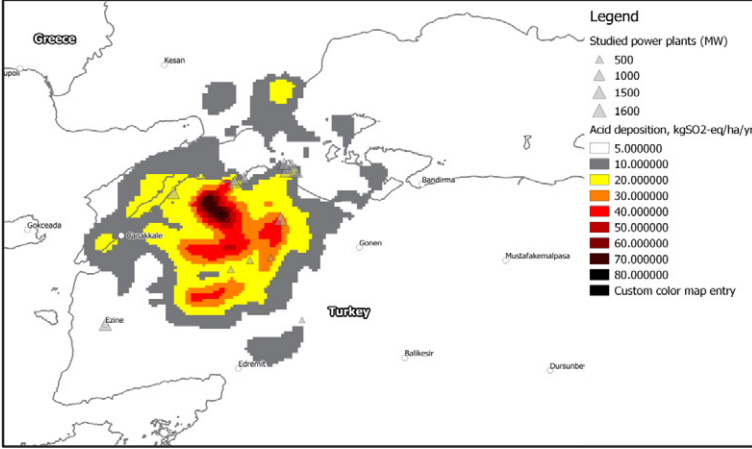 Greece
Kesan
upoli
Gokceada
Canakkale
Bandirma
Gonen
Mustafakemalpasa
Turkey
Ezine
Edremit
Balikesir
Dursunbe
Legend
Studied power plants (MW)
500
1000
1500
1600
Acid deposition, kgSO2-eq/ha/yr
5.000000
10.000000
20.000000
30.000000
40.000000
50.000000
60.000000
70.000000
80.000000
Custom color map entry